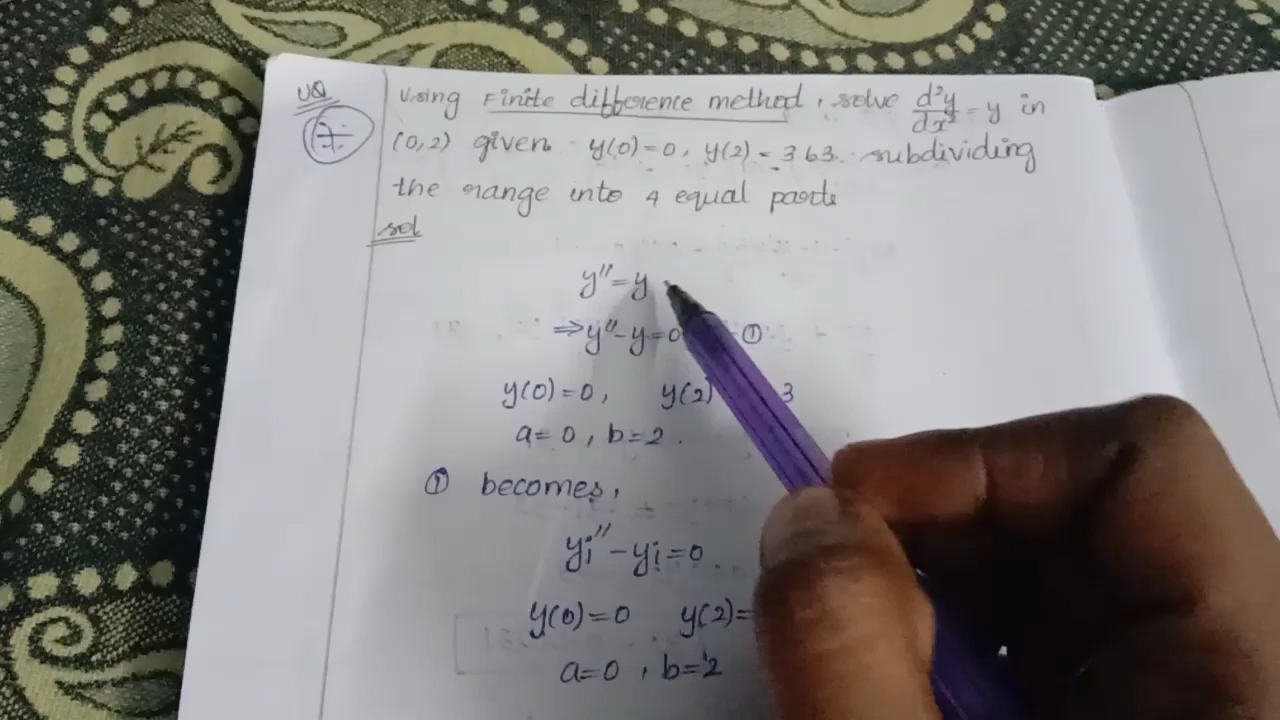 UQ
7.
Using Finite difference method, solve d²y/dx² = y in
(0,2) given y(0)=0, y(2)=3.63. subdividing
the range into 4 equal parts
sol
y''=y
⇒y''-y=0 ①
y(0)=0, y(2) 3
a=0, b=2.
① becomes,
yi''-yi=0
y(0)=0 y(2)=
a=0, b=2